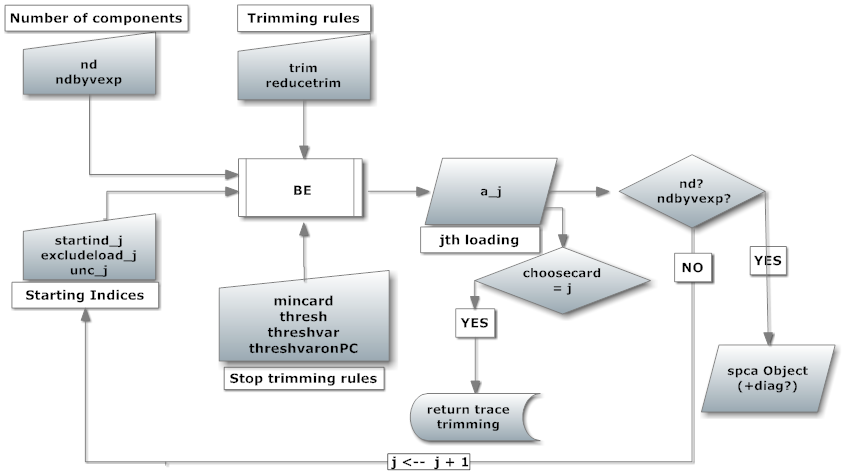 Number of components
nd
ndbyvexp
Trimming rules
trim
reducetrim
BE
a_j
jth loading
nd?
ndbyvexp?
startind_j
excludeload_j
unc_j
Starting Indices
mincard
thresh
threshvar
threshvaronPC
Stop trimming rules
choosecard
= j
YES
return trace
trimming
NO
YES
spca Object
(+diag?)
j <-- j + 1